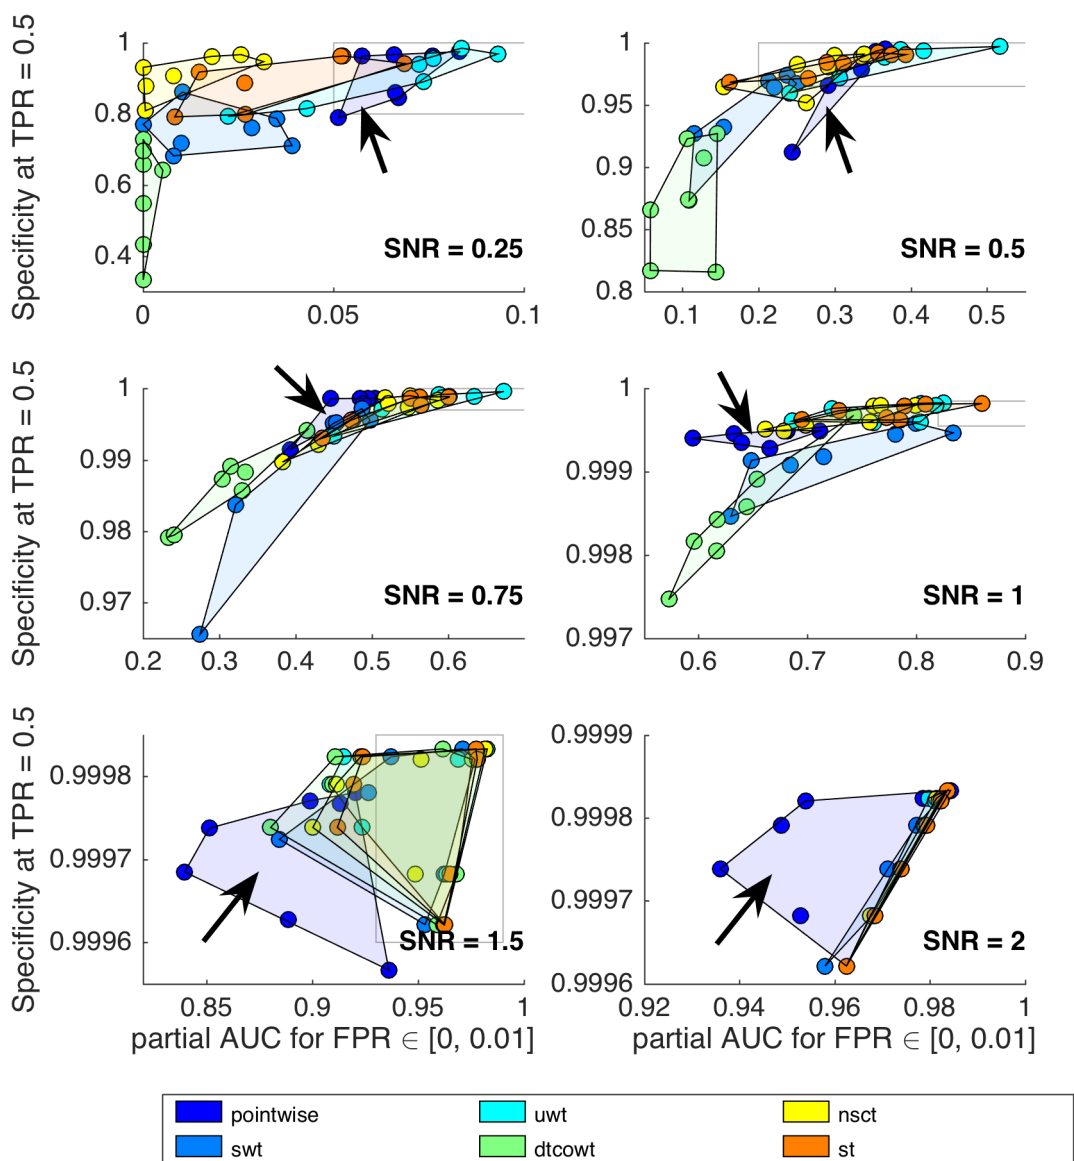 Specificity at TPR = 0.5
1
0.8
0.6
0.4
0
0.05
0.1
SNR = 0.25
1
0.95
0.9
0.85
0.8
0.1
0.2
0.3
0.4
0.5
SNR = 0.5
Specificity at TPR = 0.5
1
0.99
0.98
0.97
0.2
0.3
0.4
0.5
0.6
SNR = 0.75
1
0.999
0.998
0.997
0.6
0.7
0.8
0.9
SNR = 1
Specificity at TPR = 0.5
0.9998
0.9997
0.9996
0.85
0.9
0.95
1
SNR = 1.5
partial AUC for FPR ∈ [0, 0.01]
0.9999
0.9998
0.9997
0.9996
0.92
0.94
0.96
0.98
1
SNR = 2
partial AUC for FPR ∈ [0, 0.01]
pointwise
uwt
nsct
swt
dtcowt
st